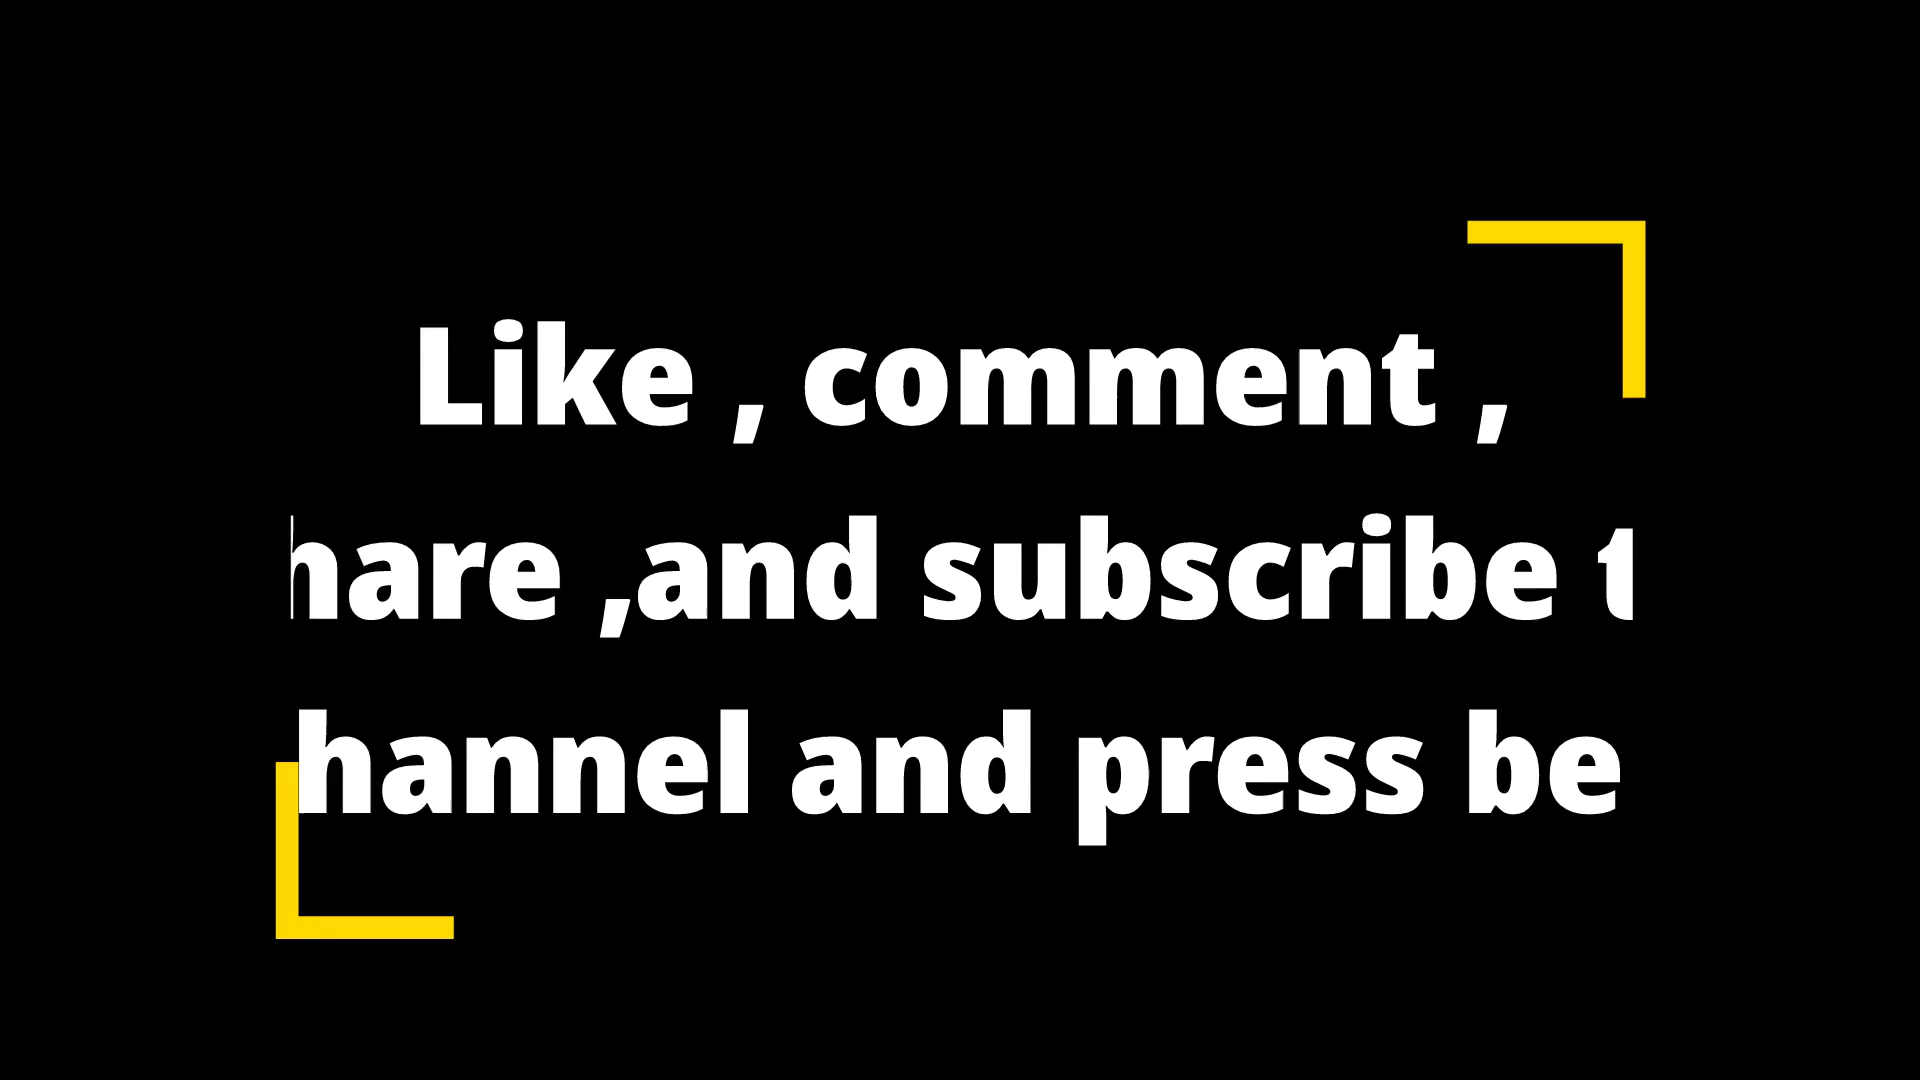 Like , comment ,
hare ,and subscribe t
hannel and press be